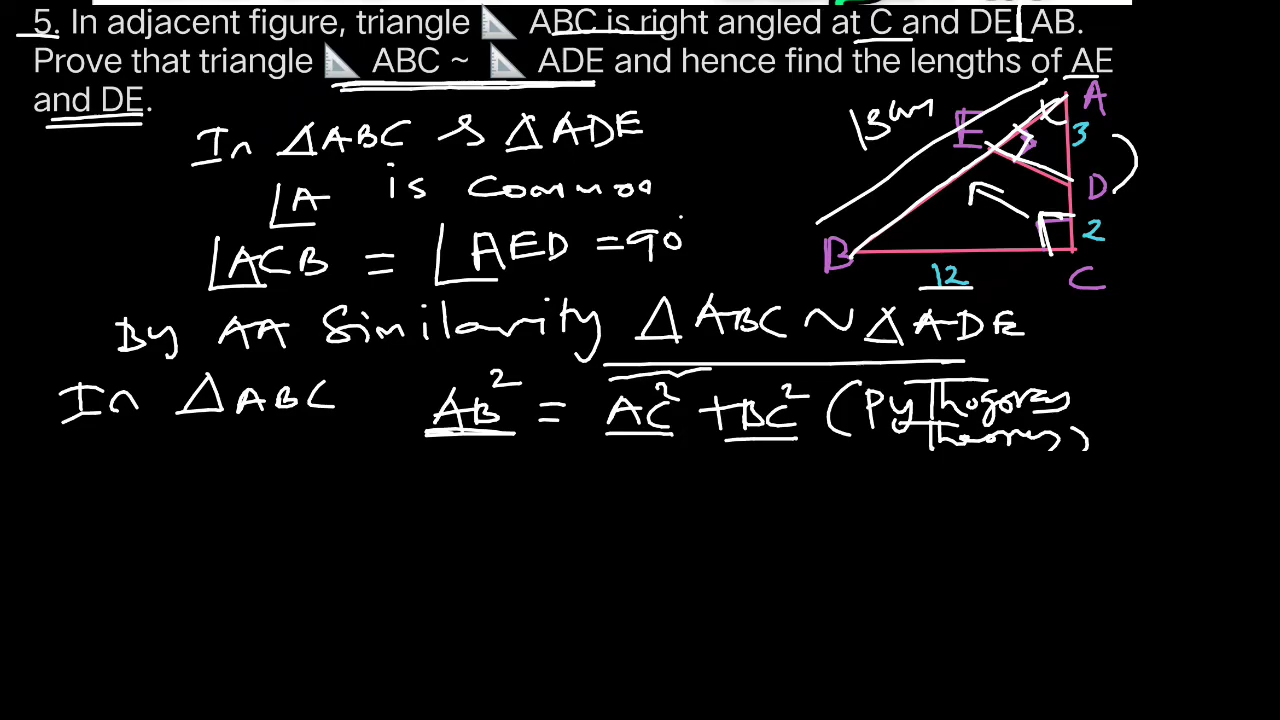 5. In adjacent figure, triangle 📐 ABC is right angled at C and DE⊥AB.
Prove that triangle 📐 ABC ~ 📐 ADE and hence find the lengths of AE
and DE.
In △ABC & △ADE
∠A is common
∠ACB = ∠AED = 90°
By AA Similarity △ABC ~ △ADE
In △ABC AB² = AC² + BC² (Pythogores
theores)
13cm
E
A
3
D
2
B
12
C